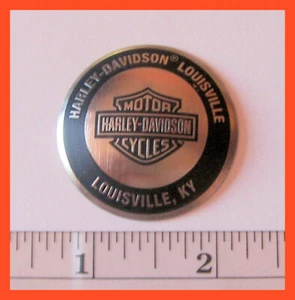 HARLEY-DAVIDSON® LOUISVILLE
MOTOR
HARLEY-DAVIDSON
CYCLES
LOUISVILLE, KY
1 2